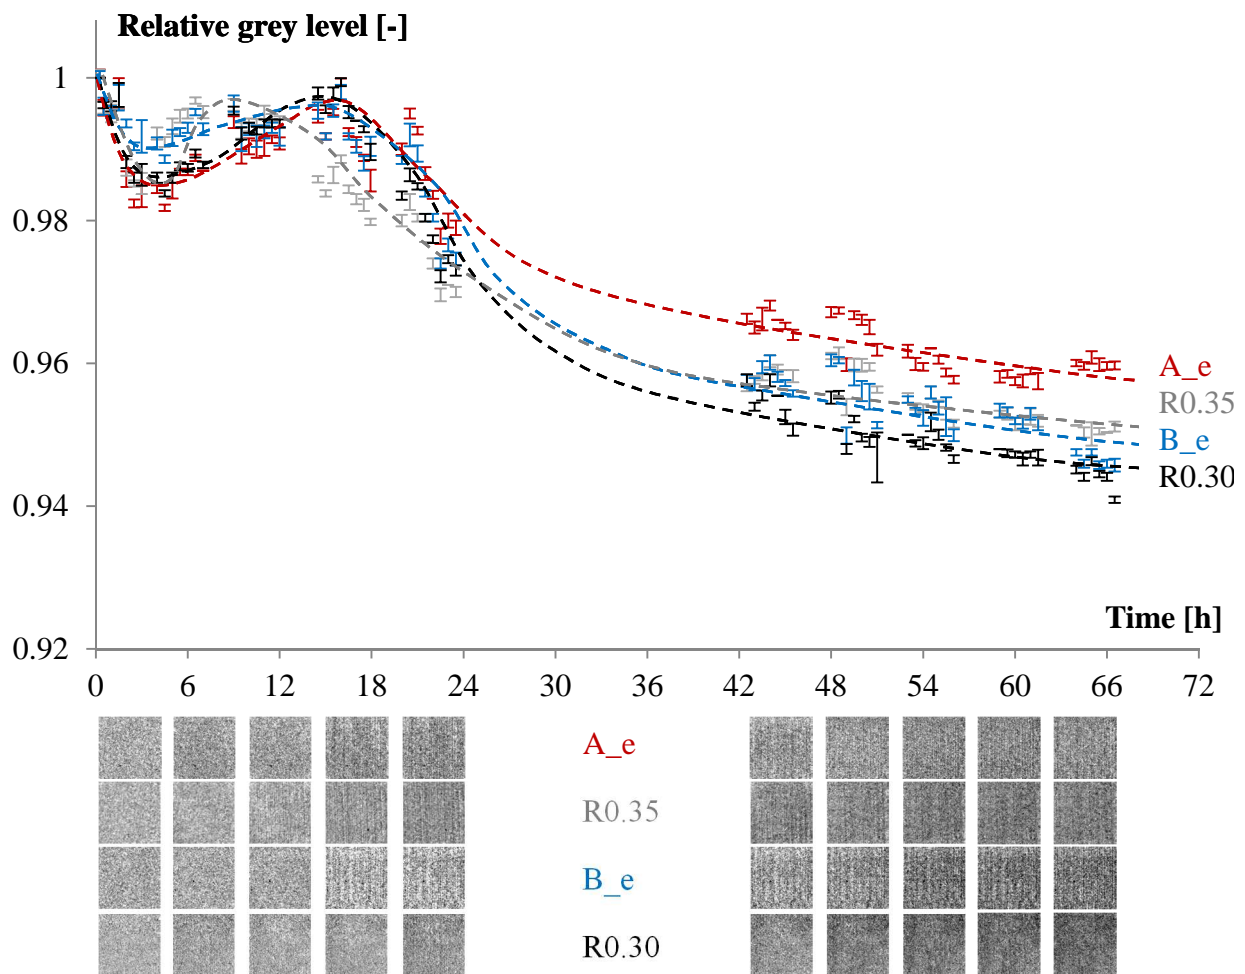 Relative grey level [-]
1
0.98
0.96
0.94
0.92
A_e
R0.35
B_e
R0.30
Time [h]
0 6 12 18 24 30 36 42 48 54 60 66 72
A_e
R0.35
B_e
R0.30